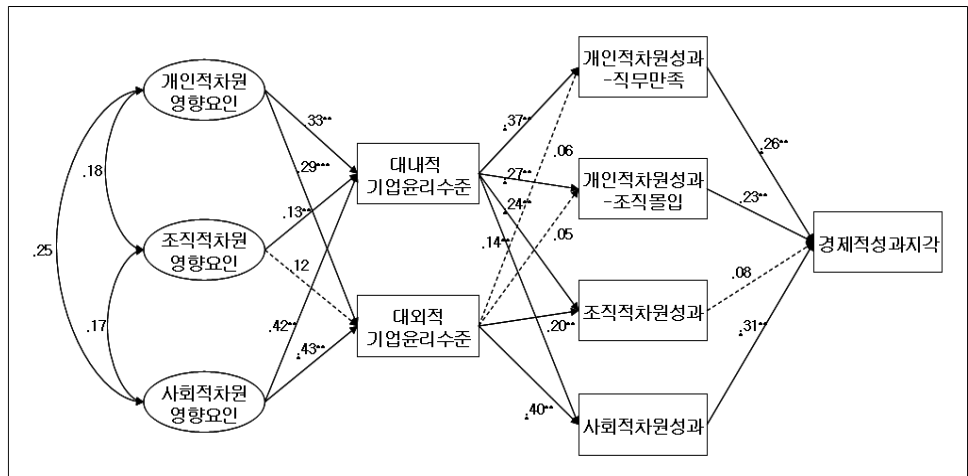 개인적차원
영향요인
조직적차원
영향요인
사회적차원
영향요인
.18
.25
.17
.33**
.29***
.13**
.12
.42**
.43**
대내적
기업윤리수준
대외적
기업윤리수준
.37**
.06
.27**
.24**
.14**
.05
.20**
.40**
개인적차원성과
-직무만족
개인적차원성과
-조직몰입
조직적차원성과
사회적차원성과
.26**
.23**
.08
.31**
경제적성과지각